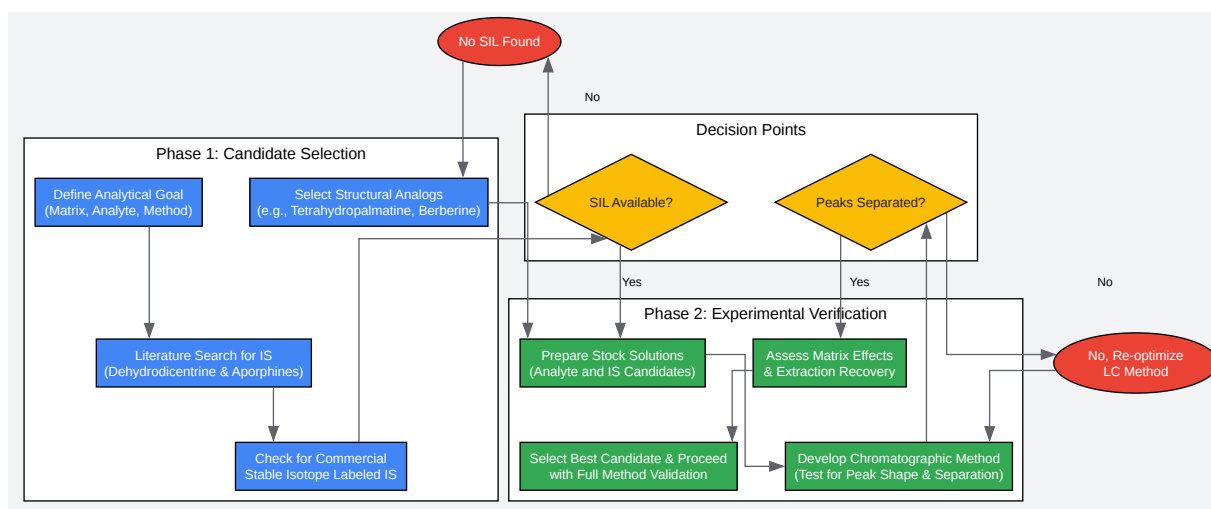 No SIL Found
No
Decision Points
Phase 1: Candidate Selection
Define Analytical Goal
(Matrix, Analyte, Method)
Select Structural Analogs
(e.g., Tetrahydropalmatine, Berberine)
SIL Available?
Peaks Separated?
Yes
Yes
No
Phase 2: Experimental Verification
Literature Search for IS
(Dehydrodicentrine & Aporphines)
Prepare Stock Solutions
(Analyte and IS Candidates)
Assess Matrix Effects
& Extraction Recovery
No, Re-optimize
LC Method
Check for Commercial
Stable Isotope Labeled IS
Select Best Candidate & Proceed
with Full Method Validation
Develop Chromatographic Method
(Test for Peak Shape & Separation)